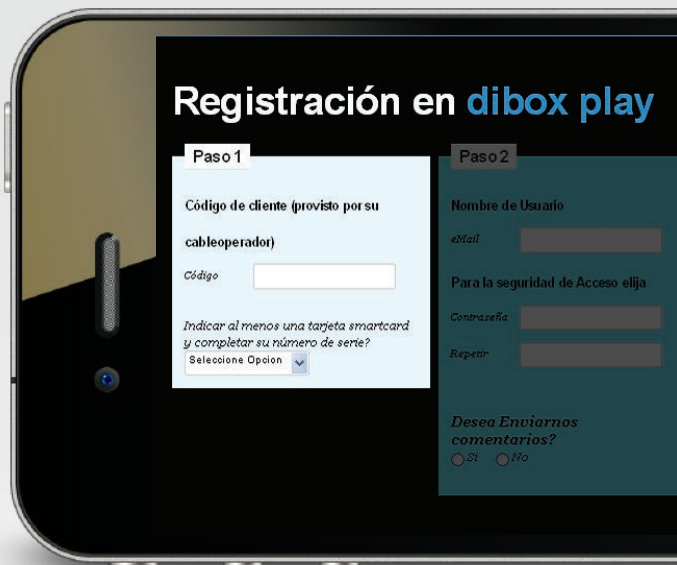 Registración en dibox play
Paso 1
Código de cliente (provisto por su
cableoperador)
Código
Indicar al menos una tarjeta smartcard
y completar su número de serie?
Seleccione Opcion
Paso 2
Nombre de Usuario
eMail
Para la seguridad de Acceso elija
Contraseña
Repetir
Desea Enviarnos
comentarios?
Si No